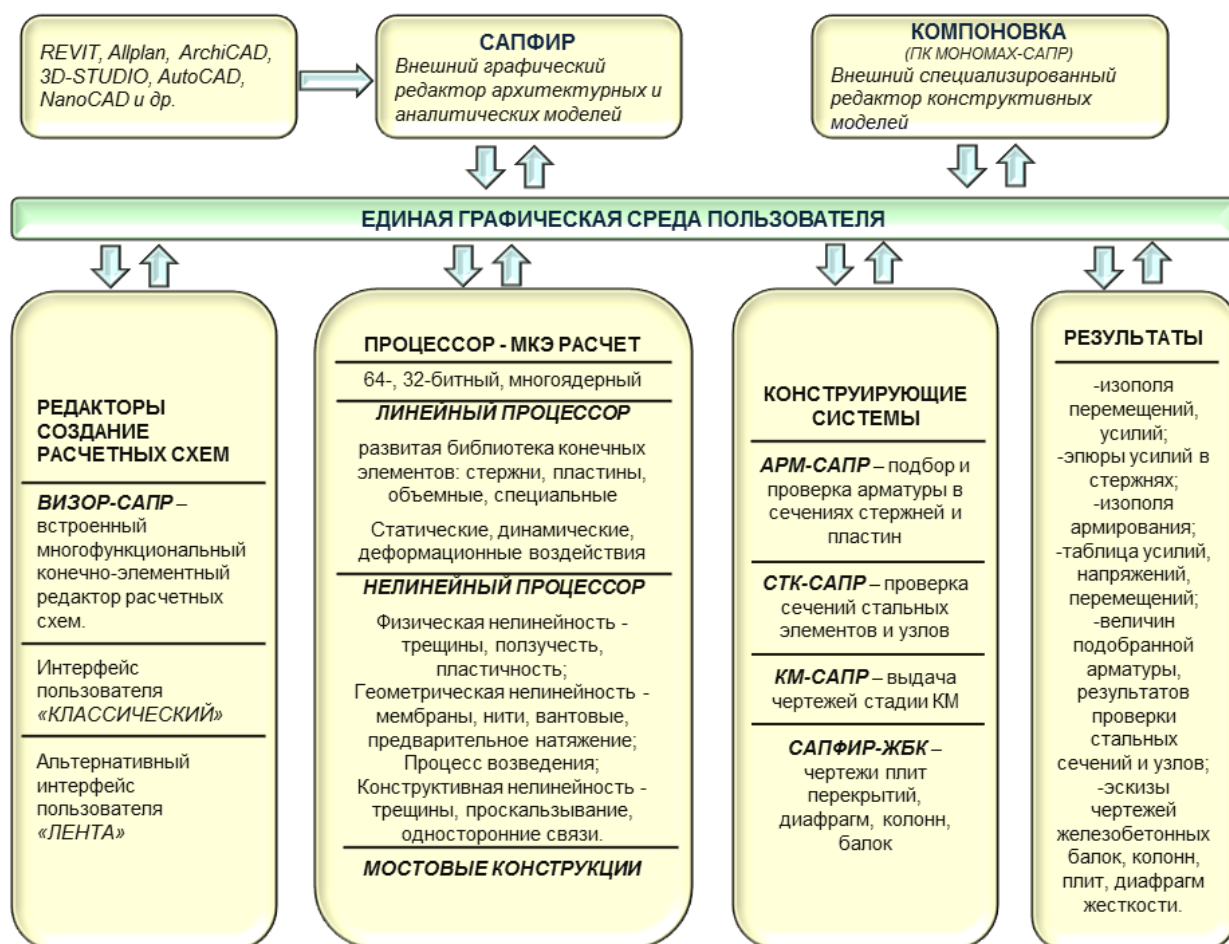 REVIT, Allplan, ArchiCAD,
3D-STUDIO, AutoCAD,
NanoCAD и др.
САПФИР
Внешний графический
редактор архитектурных и
аналитических моделей
КОМПОНОВКА
(ПК МОНОМАХ-САПР)
Внешний специализированный
редактор конструктивных
моделей
ЕДИНАЯ ГРАФИЧЕСКАЯ СРЕДА ПОЛЬЗОВАТЕЛЯ
РЕДАКТОРЫ
СОЗДАНИЕ
РАСЧЕТНЫХ СХЕМ
ВИЗОР-САПР –
встроенный
многофункциональный
конечно-элементный
редактор расчетных
схем.
Интерфейс
пользователя
«КЛАССИЧЕСКИЙ»
Альтернативный
интерфейс
пользователя
«ЛЕНТА»
ПРОЦЕССОР - МКЭ РАСЧЕТ
64-, 32-битный, многоядерный
ЛИНЕЙНЫЙ ПРОЦЕССОР
развитая библиотека конечных
элементов: стержни, пластины,
объемные, специальные
Статические, динамические,
деформационные воздействия
НЕЛИНЕЙНЫЙ ПРОЦЕССОР
Физическая нелинейность -
трещины, ползучесть,
пластичность;
Геометрическая нелинейность -
мембраны, нити, вантовые,
предварительное натяжение;
Процесс возведения;
Конструктивная нелинейность -
трещины, проскальзывание,
односторонние связи.
МОСТОВЫЕ КОНСТРУКЦИИ
КОНСТРУИРУЮЩИЕ
СИСТЕМЫ
АРМ-САПР – подбор и
проверка арматуры в
сечениях стержней и
пластин
СТК-САПР – проверка
сечений стальных
элементов и узлов
КМ-САПР – выдача
чертежей стадии КМ
САПФИР-ЖБК –
чертежи плит
перекрытий,
диафрагм, колонн,
балок
РЕЗУЛЬТАТЫ
-изополя
перемещений,
усилий;
-эпюры усилий в
стержнях;
-изополя
армирования;
-таблица усилий,
напряжений,
перемещений;
-величин
подобранной
арматуры,
результатов
проверки
стальных
сечений и узлов;
-эскизы
чертежей
железобетонных
балок, колонн,
плит, диафрагм
жесткости.